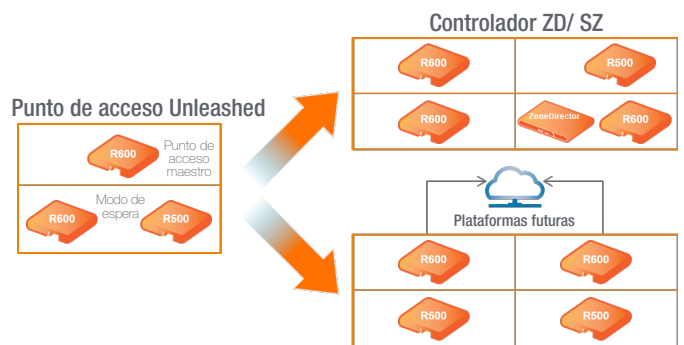 Punto de acceso Unleashed
R600
Punto de
acceso
maestro
Modo de
espera
R600
R500
Controlador ZD/ SZ
R600
R500
R600
ZoneDirector
R600
Plataformas futuras
R600
R600
R500
R500